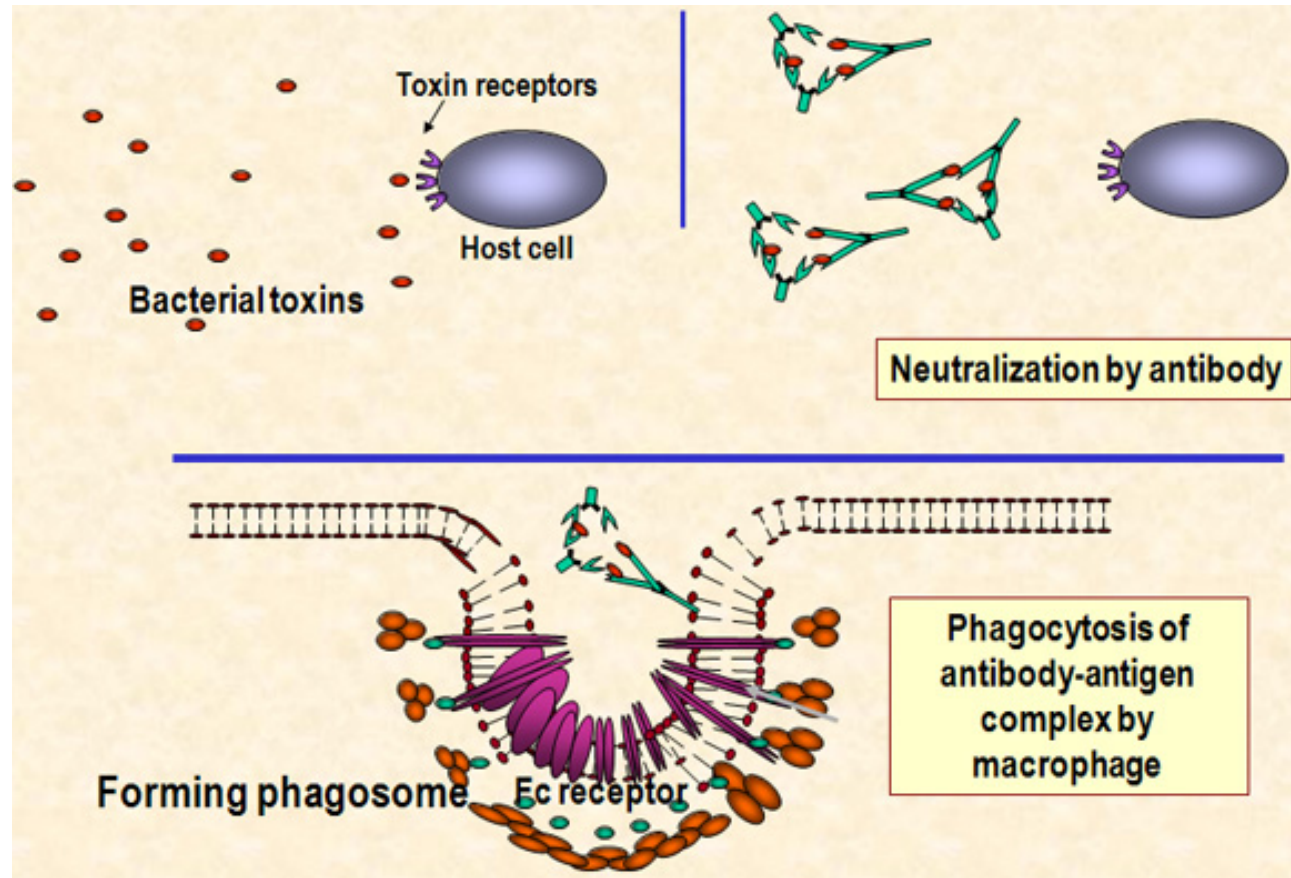 Toxin receptors
Host cell
Bacterial toxins
Neutralization by antibody
Phagocytosis of
antibody-antigen
complex by
macrophage
Forming phagosome
Fc receptor